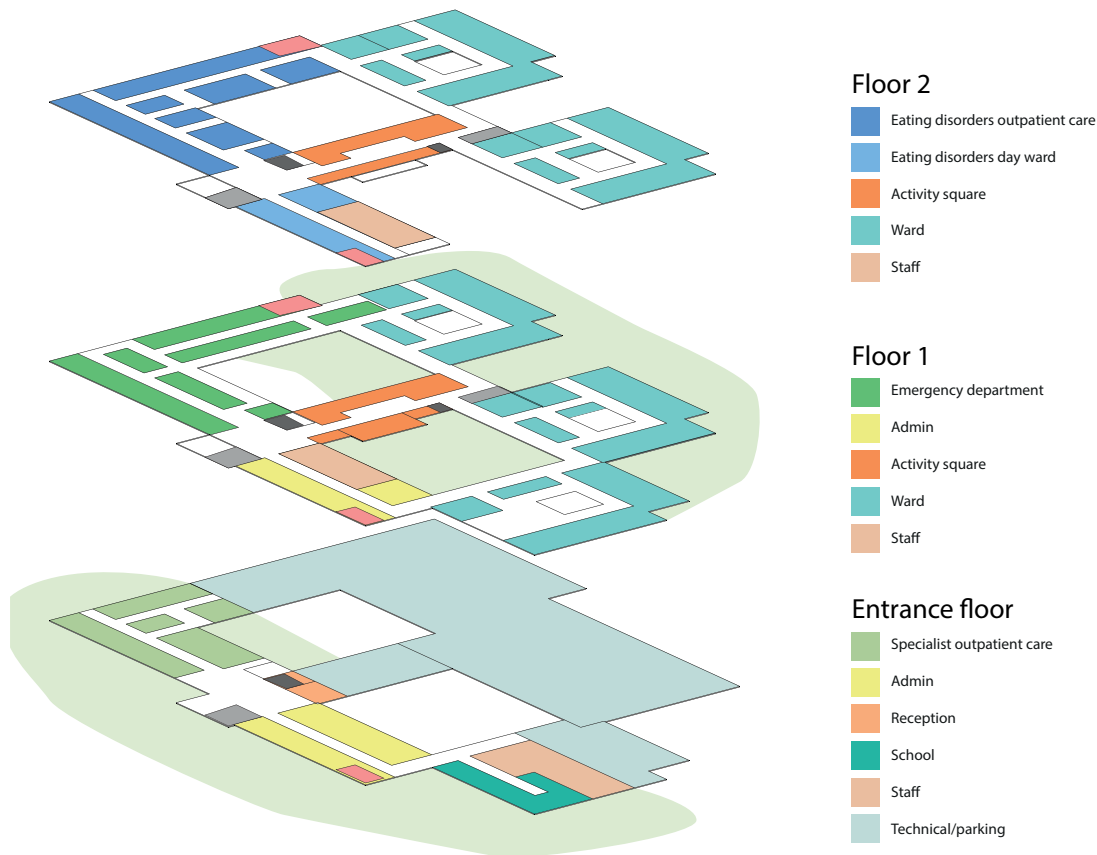 Floor 2
Eating disorders outpatient care
Eating disorders day ward
Activity square
Ward
Staff
Floor 1
Emergency department
Admin
Activity square
Ward
Staff
Entrance floor
Specialist outpatient care
Admin
Reception
School
Staff
Technical/parking